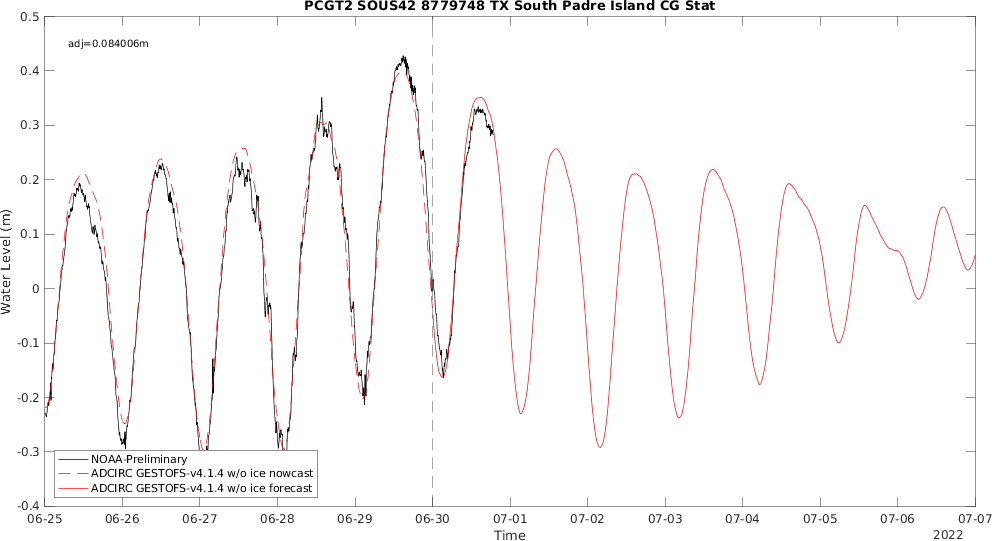 PCGT2 SOUS42 8779748 TX South Padre Island CG Stat
adj=0.084006m
0.5
0.4
0.3
0.2
0.1
0
-0.1
-0.2
-0.3
-0.4
Water Level (m)
NOAA-Preliminary
ADCIRC GESTOFS-v4.1.4 w/o ice nowcast
ADCIRC GESTOFS-v4.1.4 w/o ice forecast
06-25 06-26 06-27 06-28 06-29 06-30 07-01 07-02 07-03 07-04 07-05 07-06 07-07
Time
2022